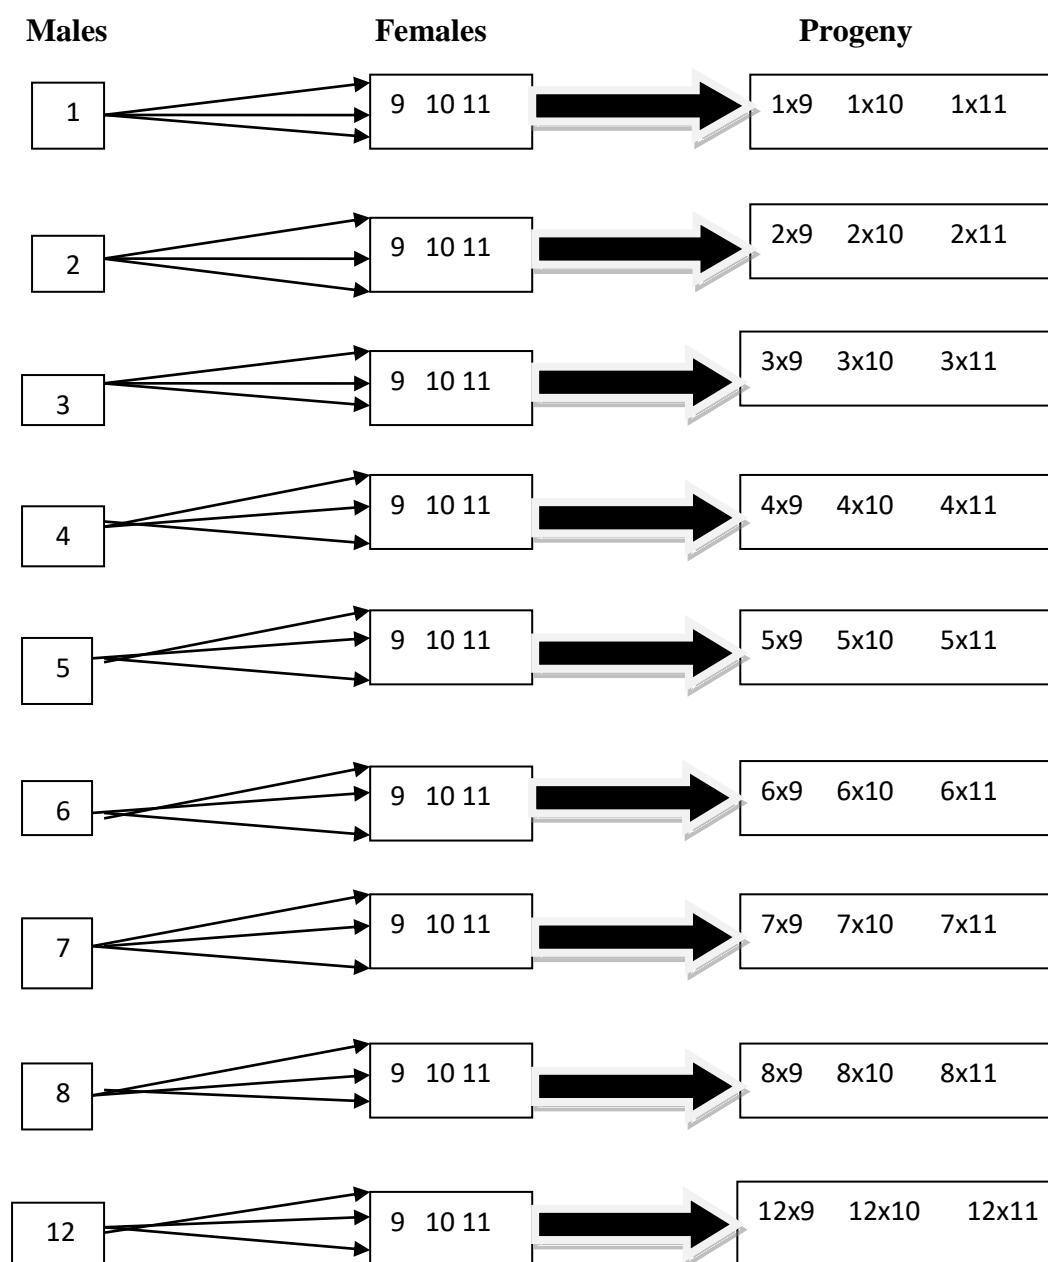 Males Females Progeny
1 9 10 11 1x9 1x10 1x11
2 9 10 11 2x9 2x10 2x11
3 9 10 11 3x9 3x10 3x11
4 9 10 11 4x9 4x10 4x11
5 9 10 11 5x9 5x10 5x11
6 9 10 11 6x9 6x10 6x11
7 9 10 11 7x9 7x10 7x11
8 9 10 11 8x9 8x10 8x11
12 9 10 11 12x9 12x10 12x11